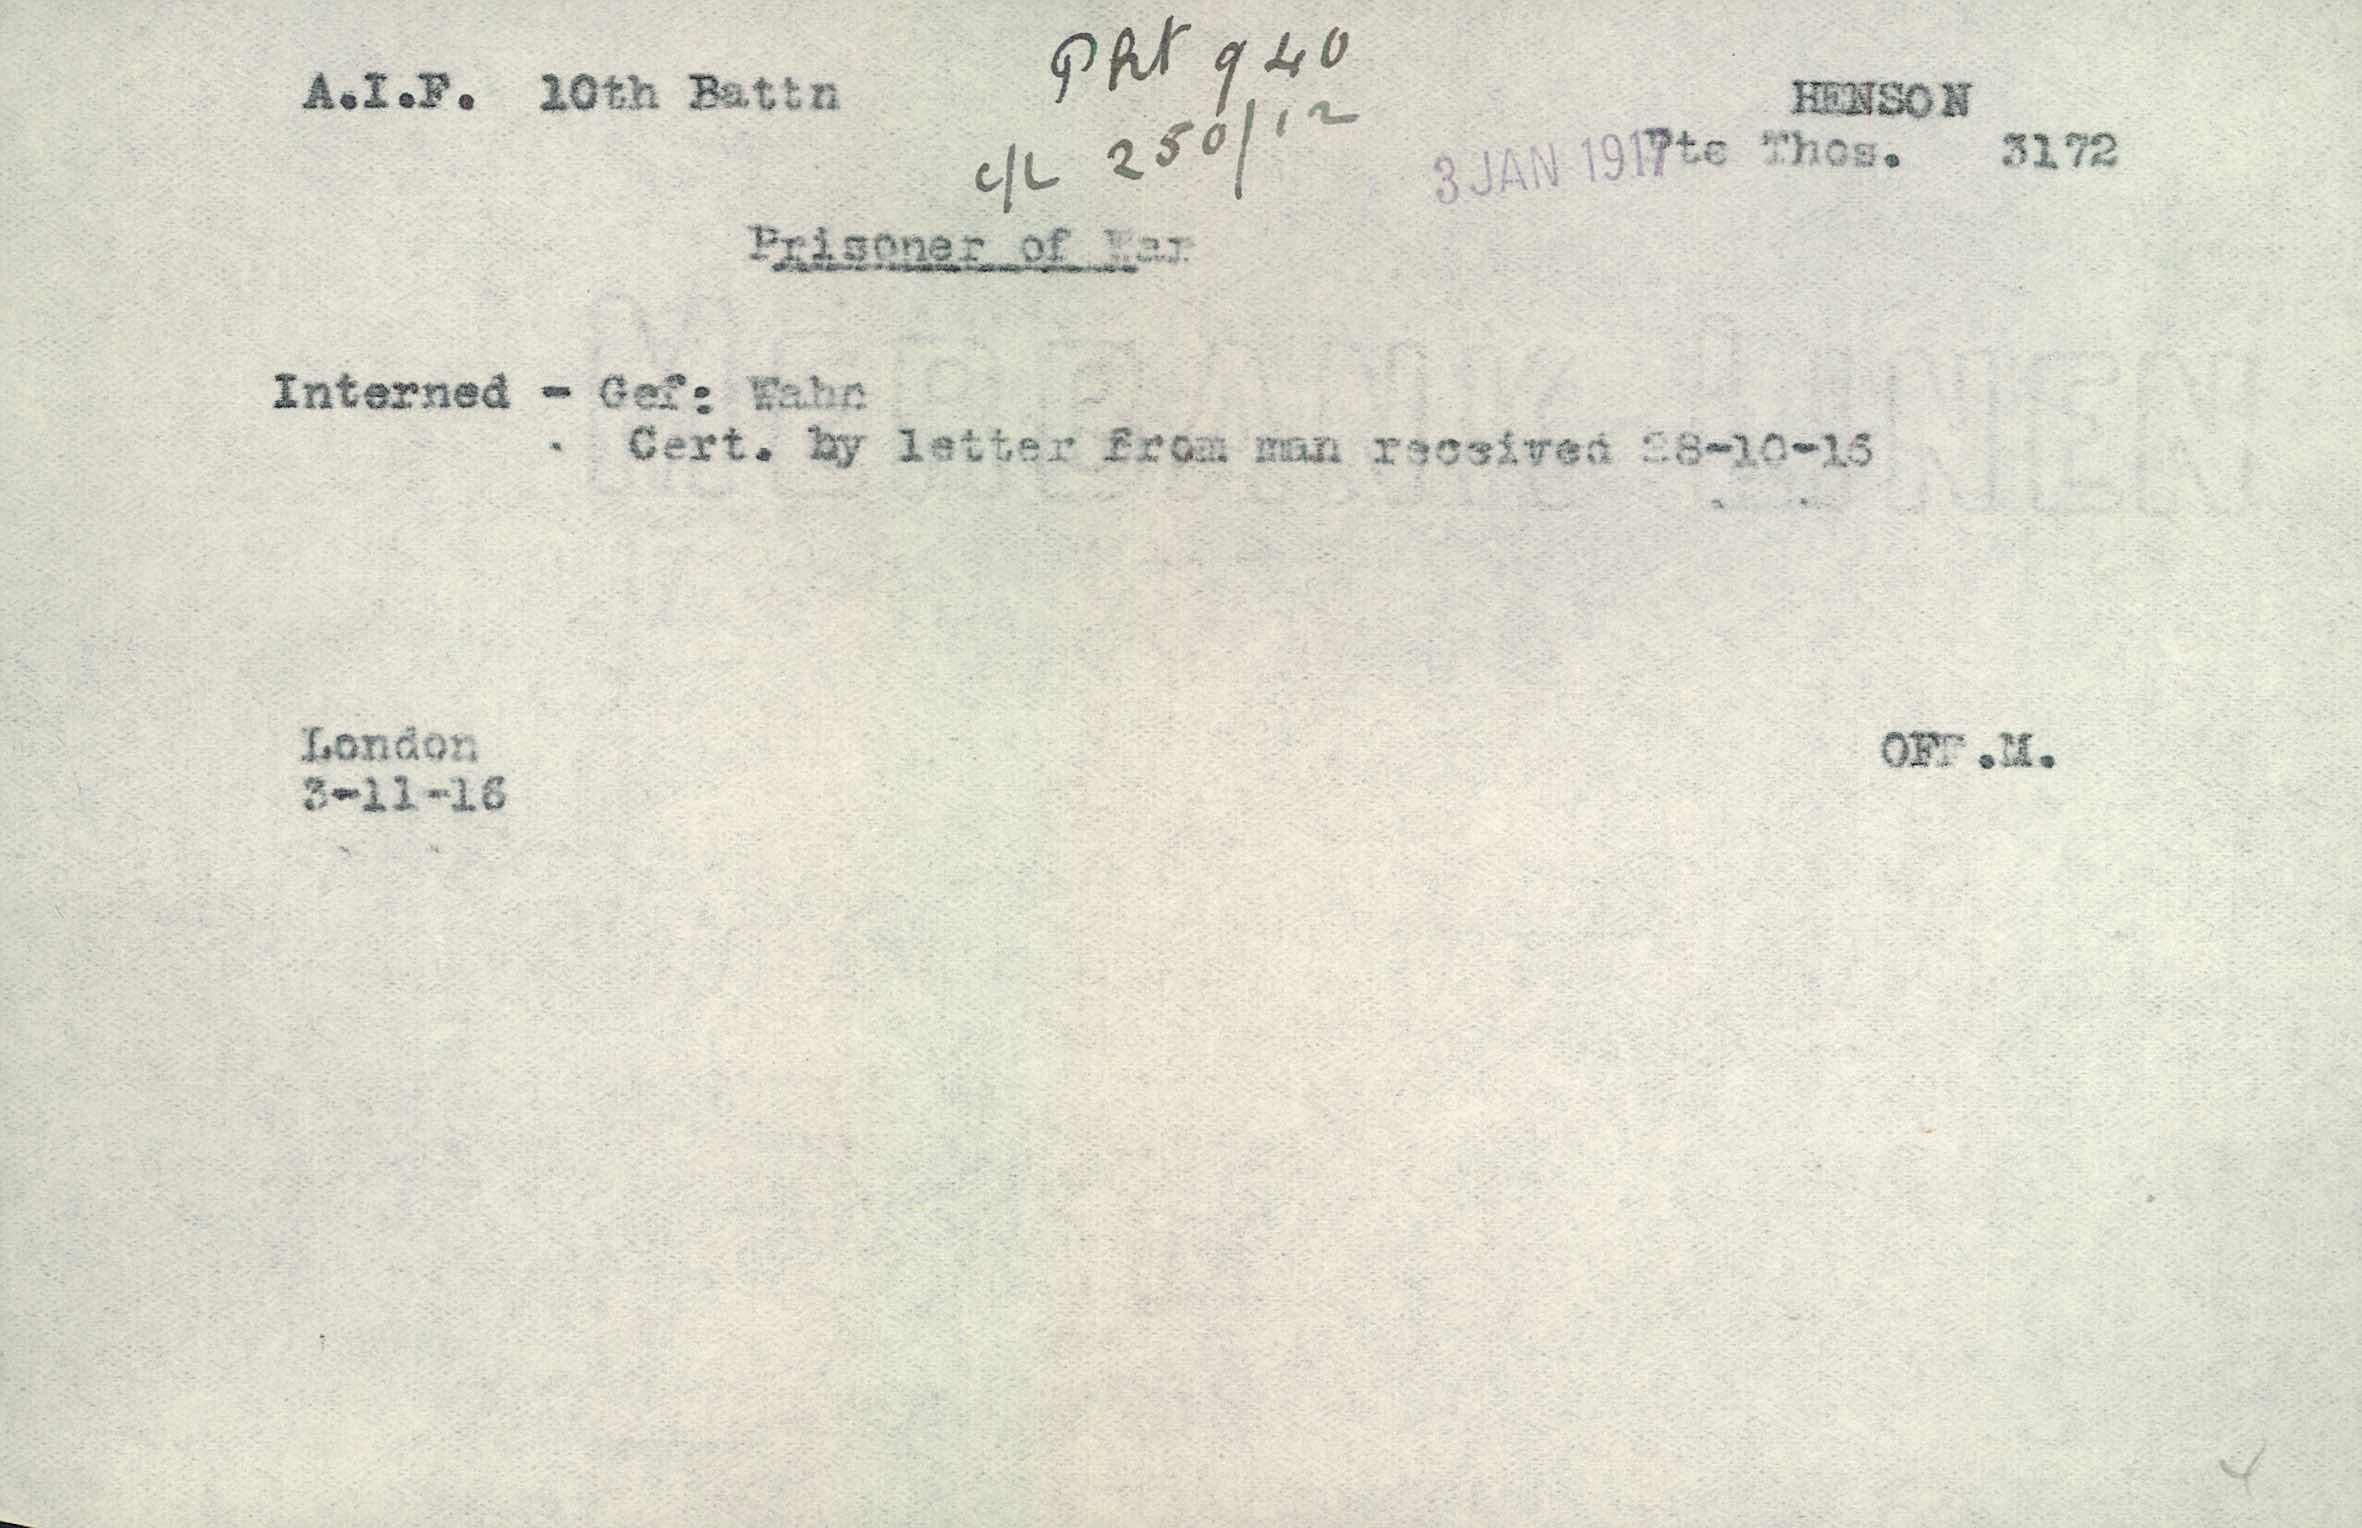 PRt 940
A.I.F. 10th Battn
HENSON
c/L 250/12
3 JAN 1917
Pte Thos. 3172
Prisoner of War
Interned - Gef: Wahn
Cert. by letter from man received 28-10-16
London
OFF.M.
3-11-16